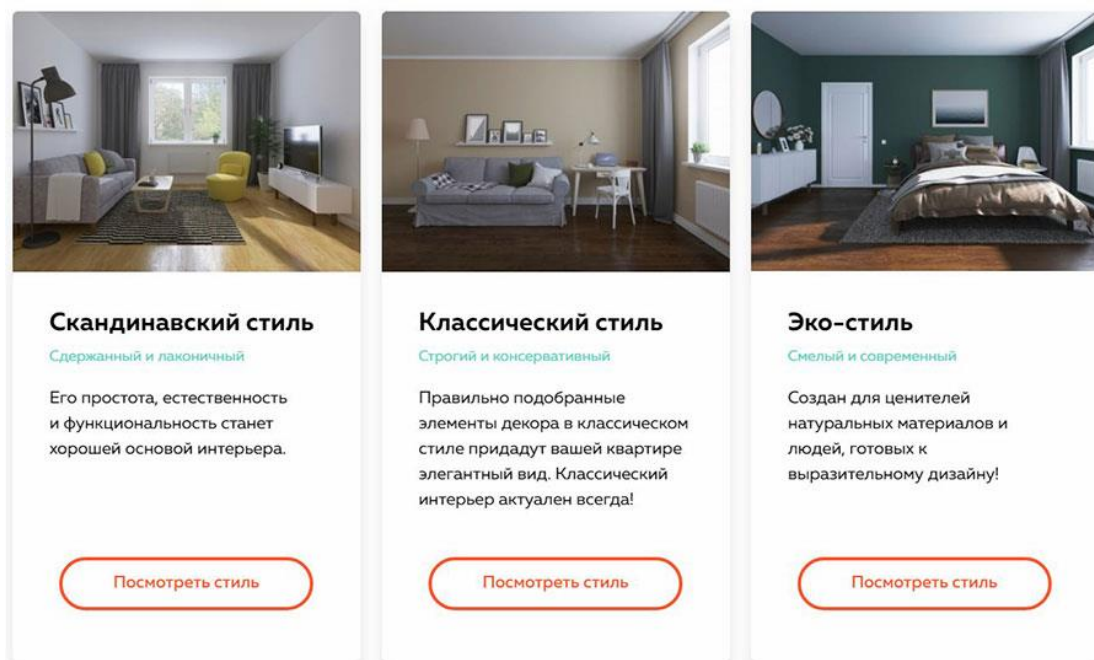 Скандинавский стиль
Сдержанный и лаконичный
Его простота, естественность
и функциональность станет
хорошей основой интерьера.
Посмотреть стиль
Классический стиль
Строгий и консервативный
Правильно подобранные
элементы декора в классическом
стиле придадут вашей квартире
элегантный вид. Классический
интерьер актуален всегда!
Посмотреть стиль
Эко-стиль
Смелый и современный
Создан для ценителей
натуральных материалов и
людей, готовых к
выразительному дизайну!
Посмотреть стиль